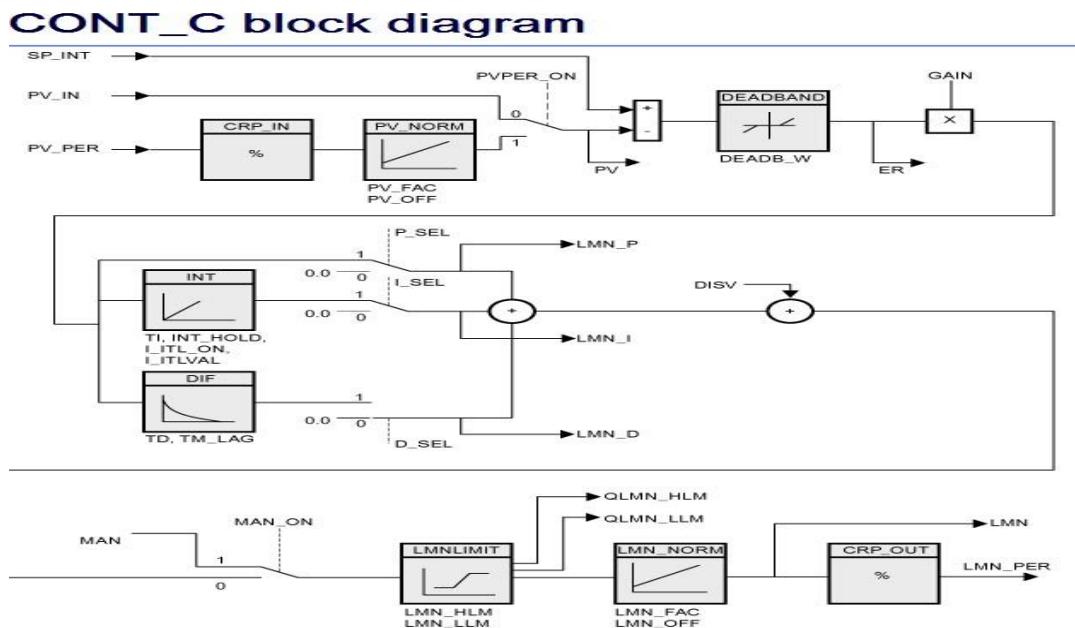 CONT_C block diagram
SP_INT
PVPER_ON
GAIN
PV_IN
DEADBAND
0
+
-
CRP_IN
PV_NORM
X
PV_PER
%
1
PV
DEADB_W
ER
PV_FAC
PV_OFF
P_SEL
1
LMN_P
0.0
0
INT
I_SEL
1
DISV
0.0
0
+
+
TI, INT_HOLD,
I_ITL_ON,
I_ITLVAL
LMN_I
DIF
1
0.0
0
TD, TM_LAG
D_SEL
LMN_D
QLMN_HLM
MAN_ON
QLMN_LLM
MAN
LMN
1
LMNLIMIT
LMN_NORM
CRP_OUT
0
%
LMN_PER
LMN_HLM
LMN_LLM
LMN_FAC
LMN_OFF